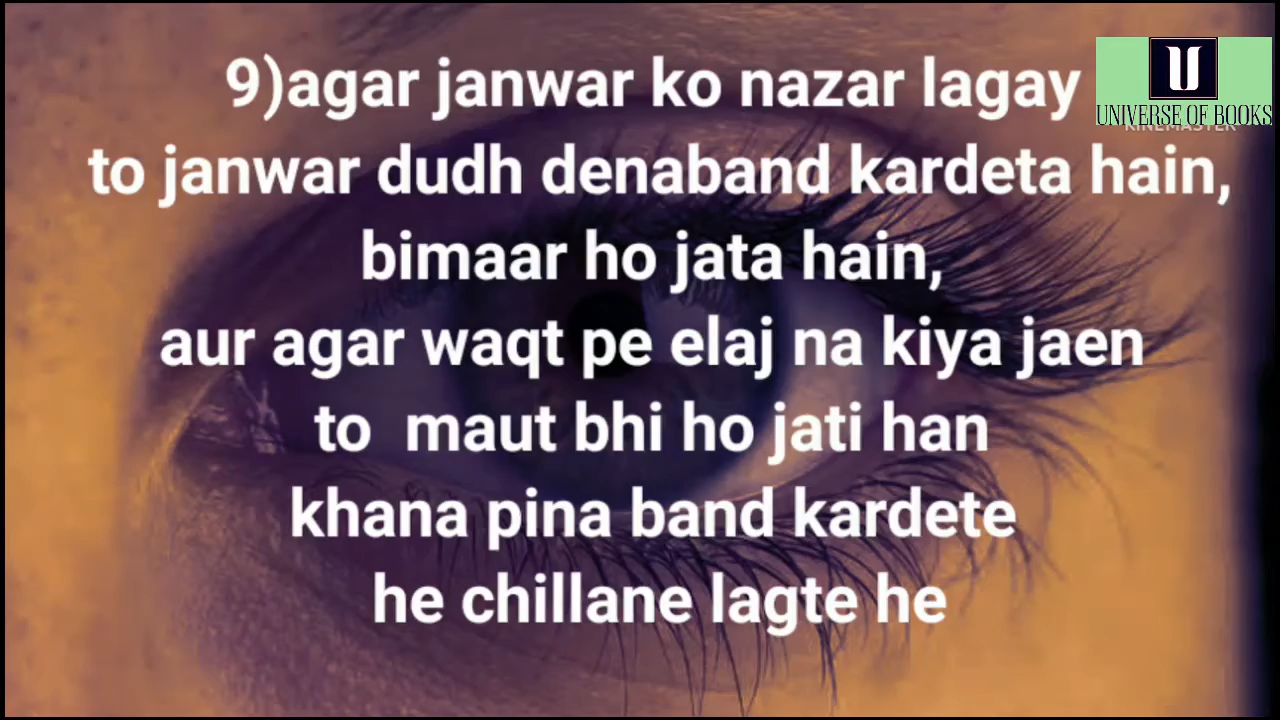 9)agar janwar ko nazar lagay
to janwar dudh denaband kardeta hain,
bimaar ho jata hain,
aur agar waqt pe elaj na kiya jaen
to  maut bhi ho jati han
khana pina band kardete
he chillane lagte he
U
UNIVERSE OF BOOKS
KINEMASTER